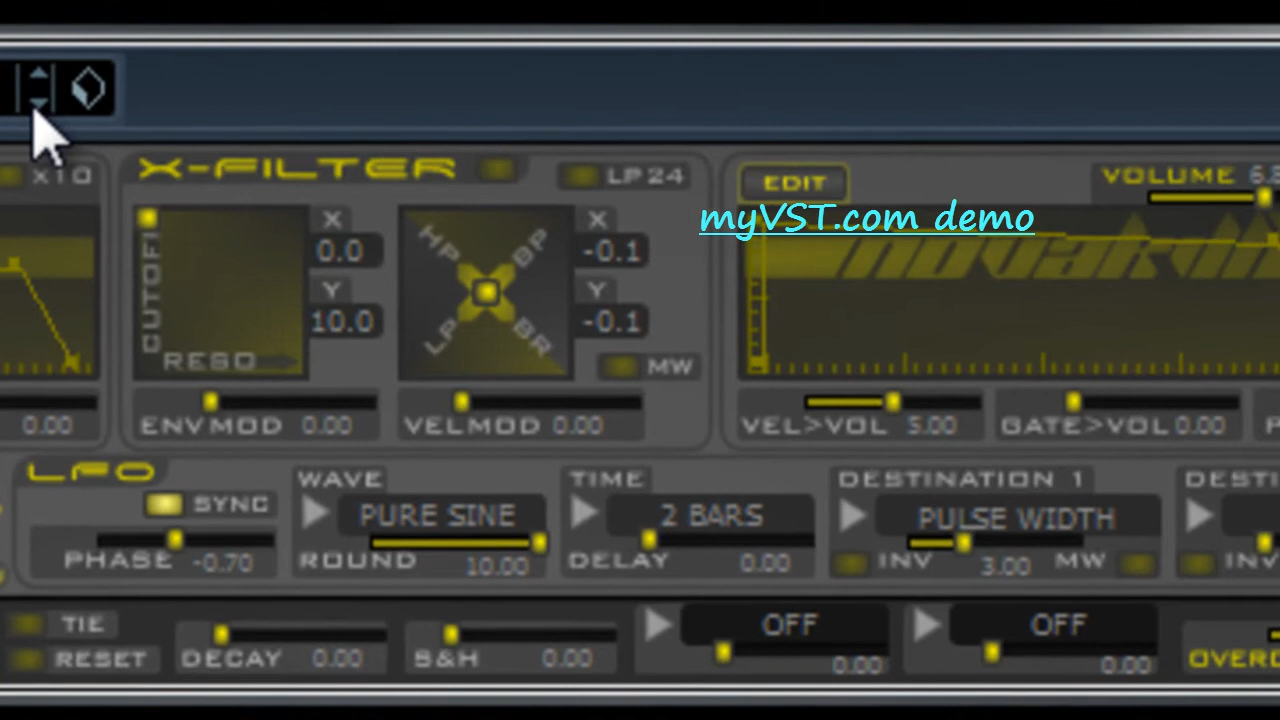 X10
X-FILTER
LP24
EDIT
VOLUME
myVST.com demo
CUTOFF
RESO
X
0.0
Y
10.0
HP
BP
LP
BR
X
-0.1
Y
-0.1
MW
0.00
ENVMOD 0.00
VELMOD 0.00
VEL>VOL 5.00
GATE>VOL 0.00
LFO
SYNC
PHASE -0.70
WAVE
PURE SINE
ROUND 10.00
TIME
2 BARS
DELAY 0.00
DESTINATION 1
PULSE WIDTH
INV 3.00 MW
DESTI
INV
TIE
RESET
DECAY 0.00
S&H 0.00
OFF
0.00
OFF
0.00